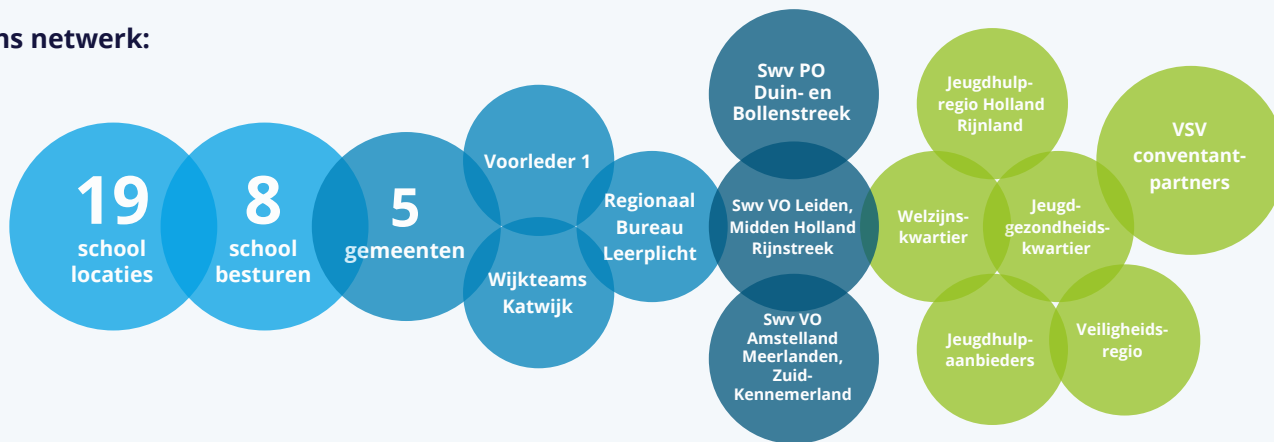 ns netwerk:
19
school
locaties
8
school
besturen
5
gemeenten
Voorleder 1
Wijkteams
Katwijk
Regionaal
Bureau
Leerplicht
Swv PO
Duin- en
Bollenstreek
Swv VO Leiden,
Midden Holland
Rijnstreek
Swv VO
Amstelland
Meerlanden,
Zuid-
Kennemerland
Jeugdhulp-
regio Holland
Rijnland
Welzijns-
kwartier
Jeugd-
gezondheids-
kwartier
Jeugdhulp-
aanbieders
VSV
conventant-
partners
Veiligheids-
regio